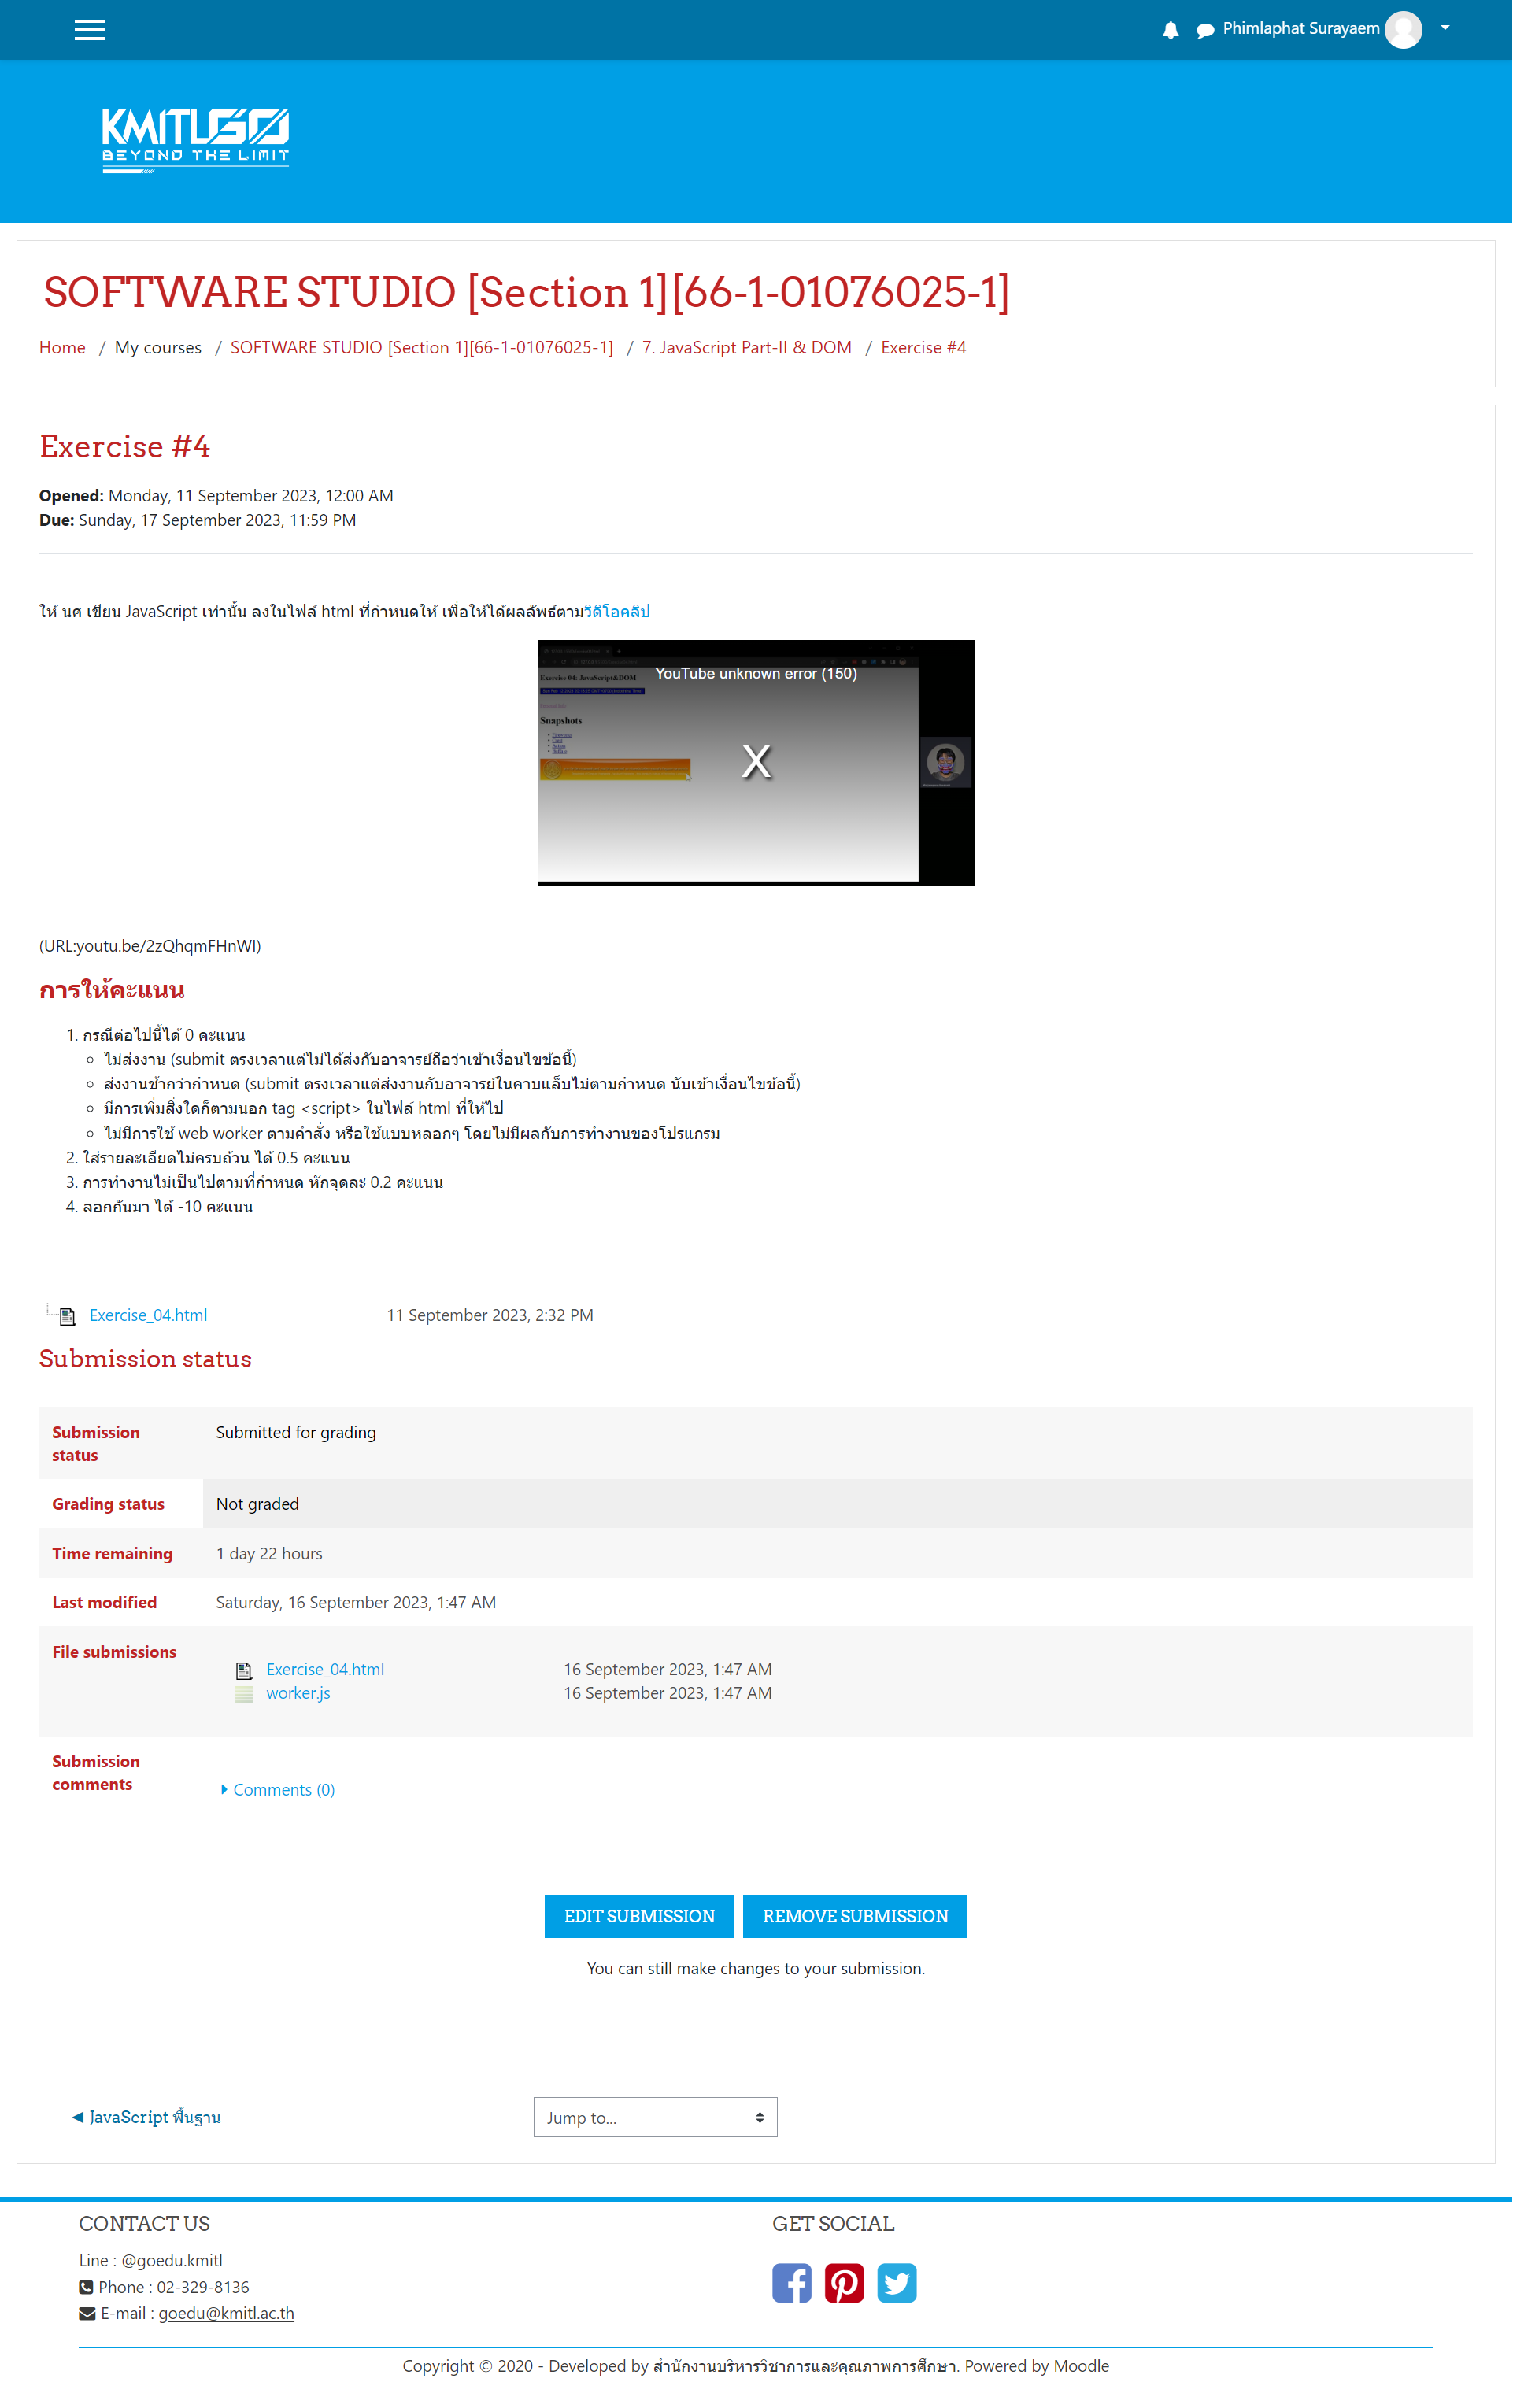 Phimlaphat Surayaem
KMITLGO
BEYOND THE LIMIT
SOFTWARE STUDIO [Section 1][66-1-01076025-1]
Home / My courses / SOFTWARE STUDIO [Section 1][66-1-01076025-1] / 7. JavaScript Part-II & DOM / Exercise #4
Exercise #4
Opened: Monday, 11 September 2023, 12:00 AM
Due: Sunday, 17 September 2023, 11:59 PM
ให้ นศ เขียน JavaScript เท่านั้น ลงในไฟล์ html ที่กำหนดให้ เพื่อให้ได้ผลลัพธ์ตามวิดิโอคลิป
Exercise 04: JavaScript&DOM
YouTube unknown error (150)
Snapshots
X
(URL:youtu.be/2zQhqmFHnWI)
การให้คะแนน
1. กรณีต่อไปนี้ได้ 0 คะแนน
ไม่ส่งงาน (submit ตรงเวลาแต่ไม่ได้ส่งกับอาจารย์ถือว่าเข้าเงื่อนไขข้อนี้)
ส่งงานช้ากว่ากำหนด (submit ตรงเวลาแต่ส่งงานกับอาจารย์ในคาบแล็บไม่ตามกำหนด นับเข้าเงื่อนไขข้อนี้)
มีการเพิ่มสิ่งใดก็ตามนอก tag <script> ในไฟล์ html ที่ให้ไป
ไม่มีการใช้ web worker ตามคำสั่ง หรือใช้แบบหลอกๆ โดยไม่มีผลกับการทำงานของโปรแกรม
2. ใส่รายละเอียดไม่ครบถ้วน ได้ 0.5 คะแนน
3. การทำงานไม่เป็นไปตามที่กำหนด หักจุดละ 0.2 คะแนน
4. ลอกกันมา ได้ -10 คะแนน
Exercise_04.html 11 September 2023, 2:32 PM
Submission status
Submission status Submitted for grading
Grading status Not graded
Time remaining 1 day 22 hours
Last modified Saturday, 16 September 2023, 1:47 AM
File submissions
Exercise_04.html 16 September 2023, 1:47 AM
worker.js 16 September 2023, 1:47 AM
Submission comments
Comments (0)
EDIT SUBMISSION REMOVE SUBMISSION
You can still make changes to your submission.
◄ JavaScript พื้นฐาน Jump to...
CONTACT US GET SOCIAL
Line : @goedu.kmitl
Phone : 02-329-8136
E-mail : goedu@kmitl.ac.th
Copyright © 2020 - Developed by สำนักงานบริหารวิชาการและคุณภาพการศึกษา. Powered by Moodle